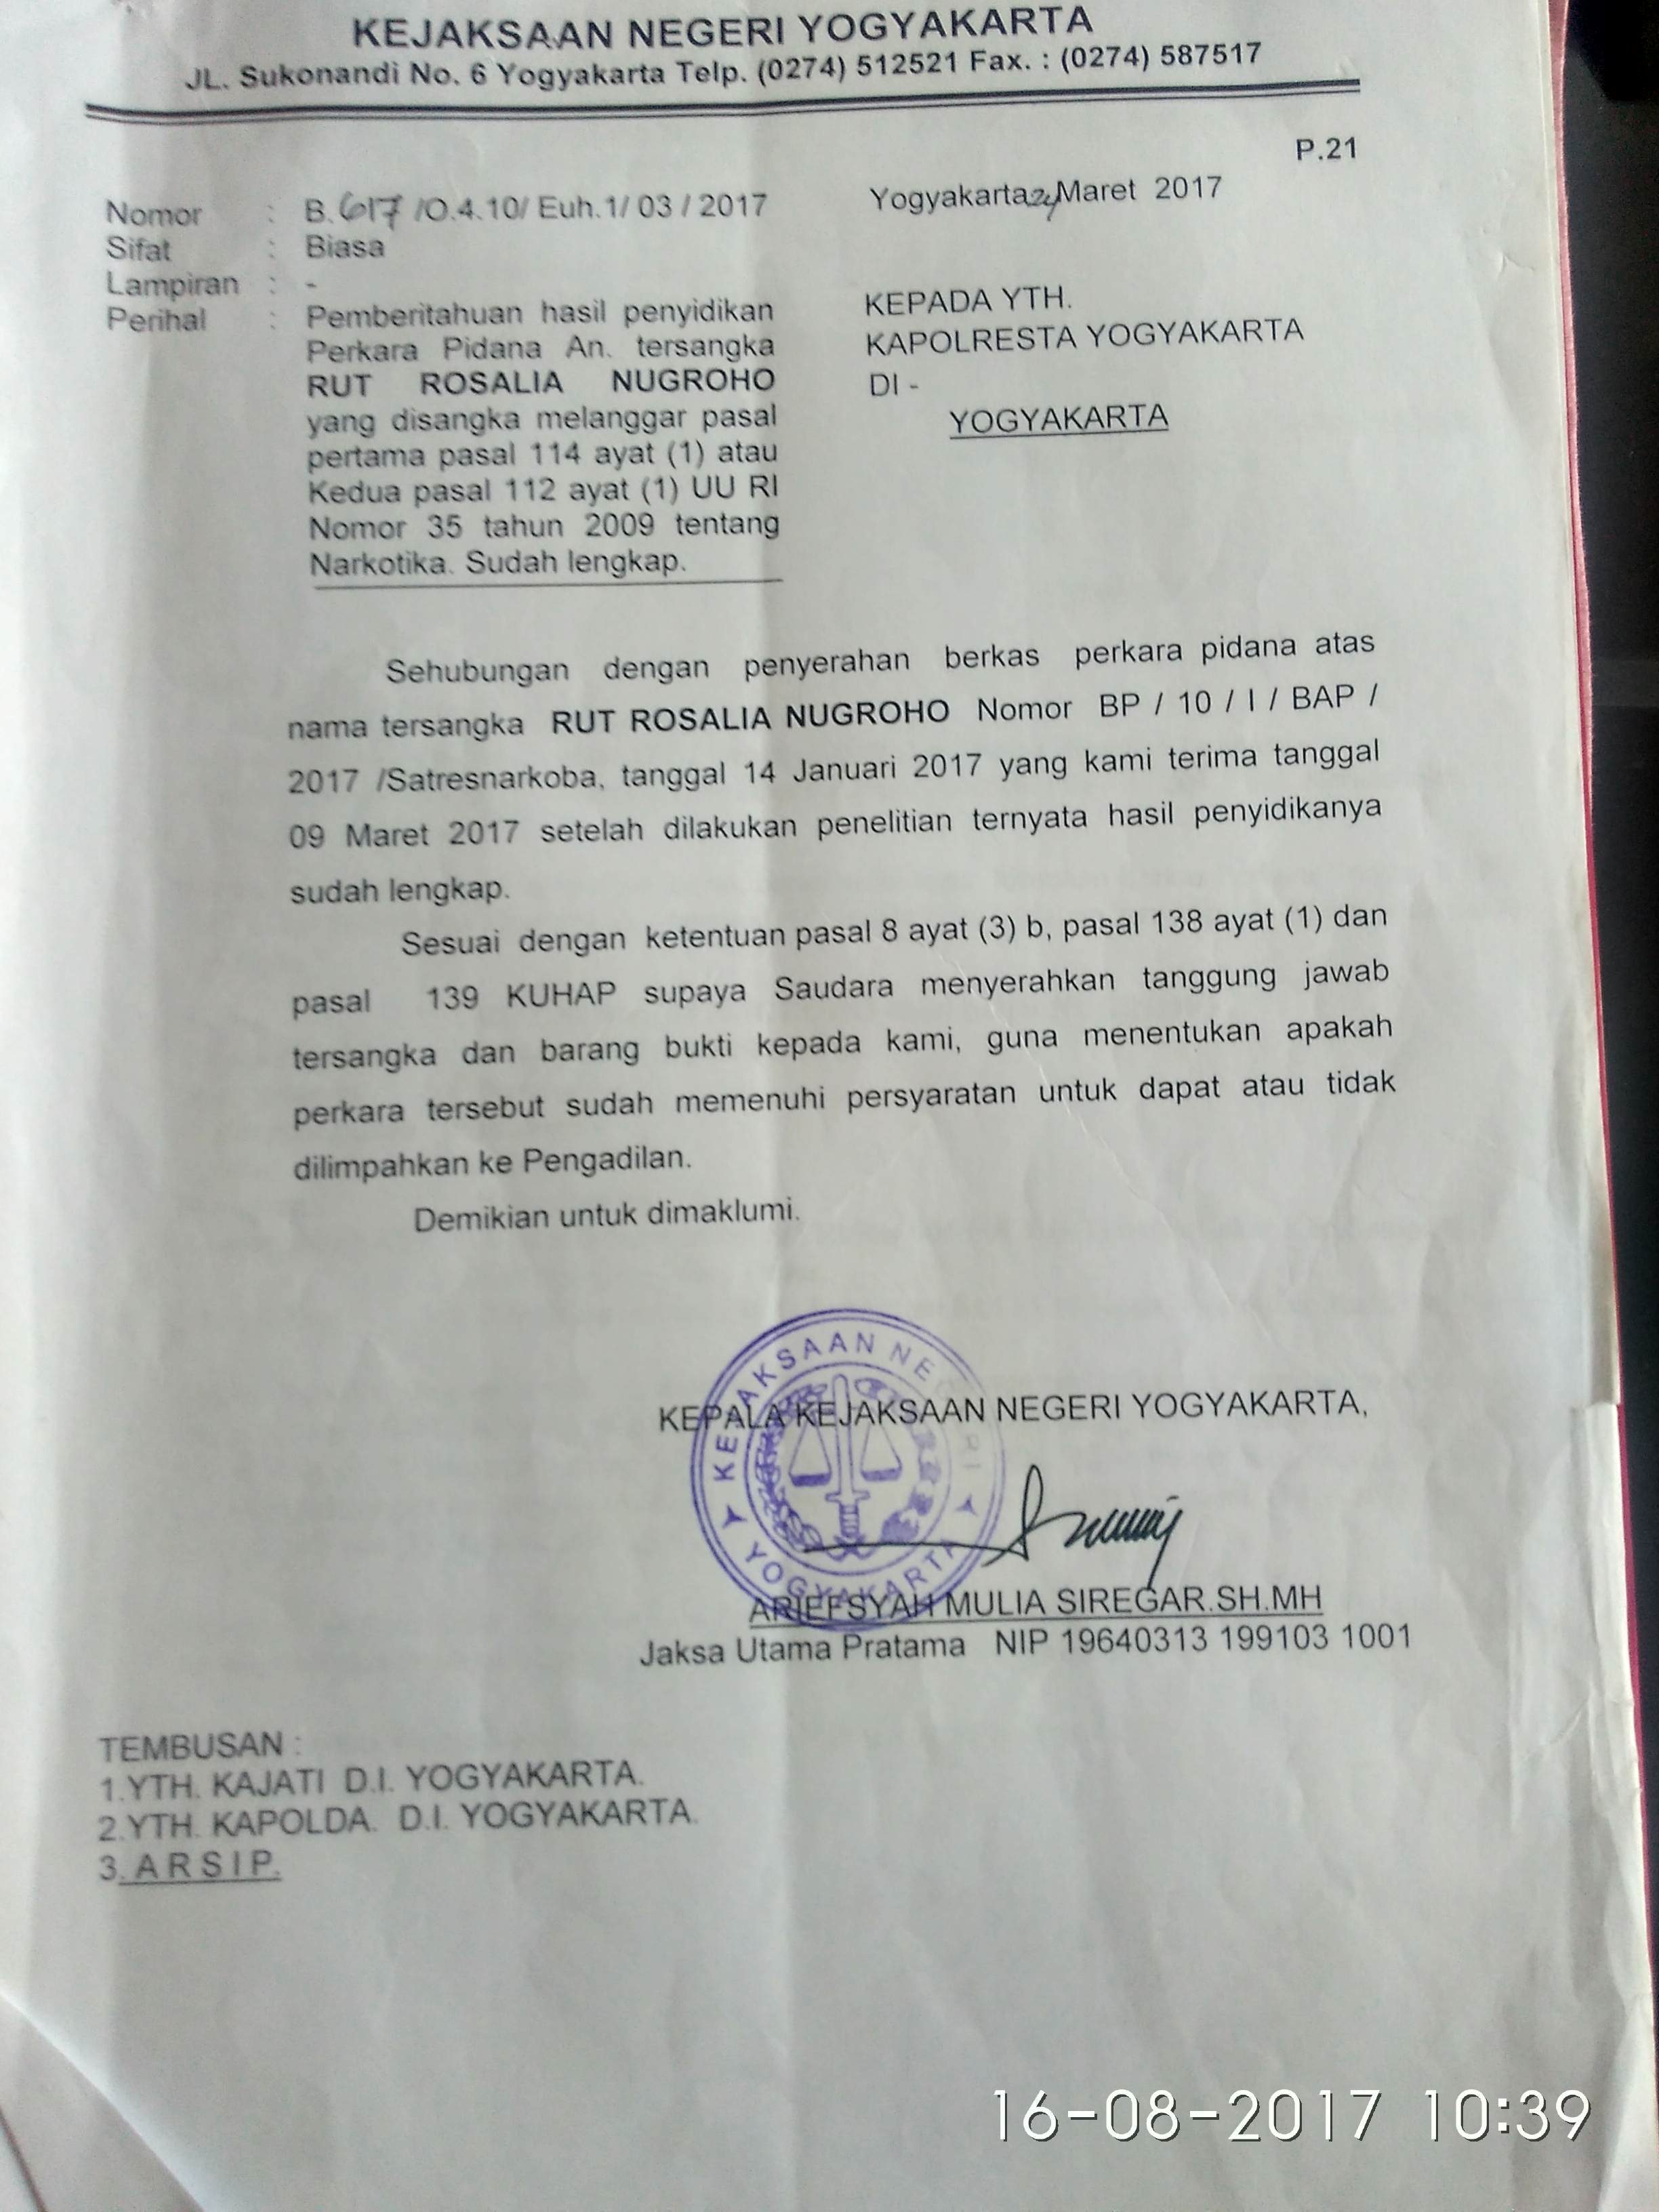 KEJAKSAAN NEGERI YOGYAKARTA
JL. Sukonandi No. 6 Yogyakarta Telp. (0274) 512521 Fax. : (0274) 587517
P.21
Nomor : B.617/O.4.10/ Euh.1/ 03 / 2017
Sifat : Biasa
Lampiran : -
Perihal : Pemberitahuan hasil penyidikan
Perkara Pidana An. tersangka
RUT ROSALIA NUGROHO
yang disangka melanggar pasal
pertama pasal 114 ayat (1) atau
Kedua pasal 112 ayat (1) UU RI
Nomor 35 tahun 2009 tentang
Narkotika. Sudah lengkap.
Yogyakarta Maret 2017
KEPADA YTH.
KAPOLRESTA YOGYAKARTA
DI -
YOGYAKARTA
Sehubungan dengan penyerahan berkas perkara pidana atas
nama tersangka RUT ROSALIA NUGROHO Nomor BP / 10 / I / BAP /
2017 /Satresnarkoba, tanggal 14 Januari 2017 yang kami terima tanggal
09 Maret 2017 setelah dilakukan penelitian ternyata hasil penyidikanya
sudah lengkap.
Sesuai dengan ketentuan pasal 8 ayat (3) b, pasal 138 ayat (1) dan
pasal 139 KUHAP supaya Saudara menyerahkan tanggung jawab
tersangka dan barang bukti kepada kami, guna menentukan apakah
perkara tersebut sudah memenuhi persyaratan untuk dapat atau tidak
dilimpahkan ke Pengadilan.
Demikian untuk dimaklumi.
KEPALA KEJAKSAAN NEGERI YOGYAKARTA,
KEJAKSAAN NEGERI
YOGYAKARTA
ARIEFSYAH MULIA SIREGAR.SH.MH
Jaksa Utama Pratama NIP 19640313 199103 1001
TEMBUSAN :
1.YTH. KAJATI D.I. YOGYAKARTA.
2.YTH. KAPOLDA. D.I. YOGYAKARTA.
3. A R S I P.
16-08-2017 10:39